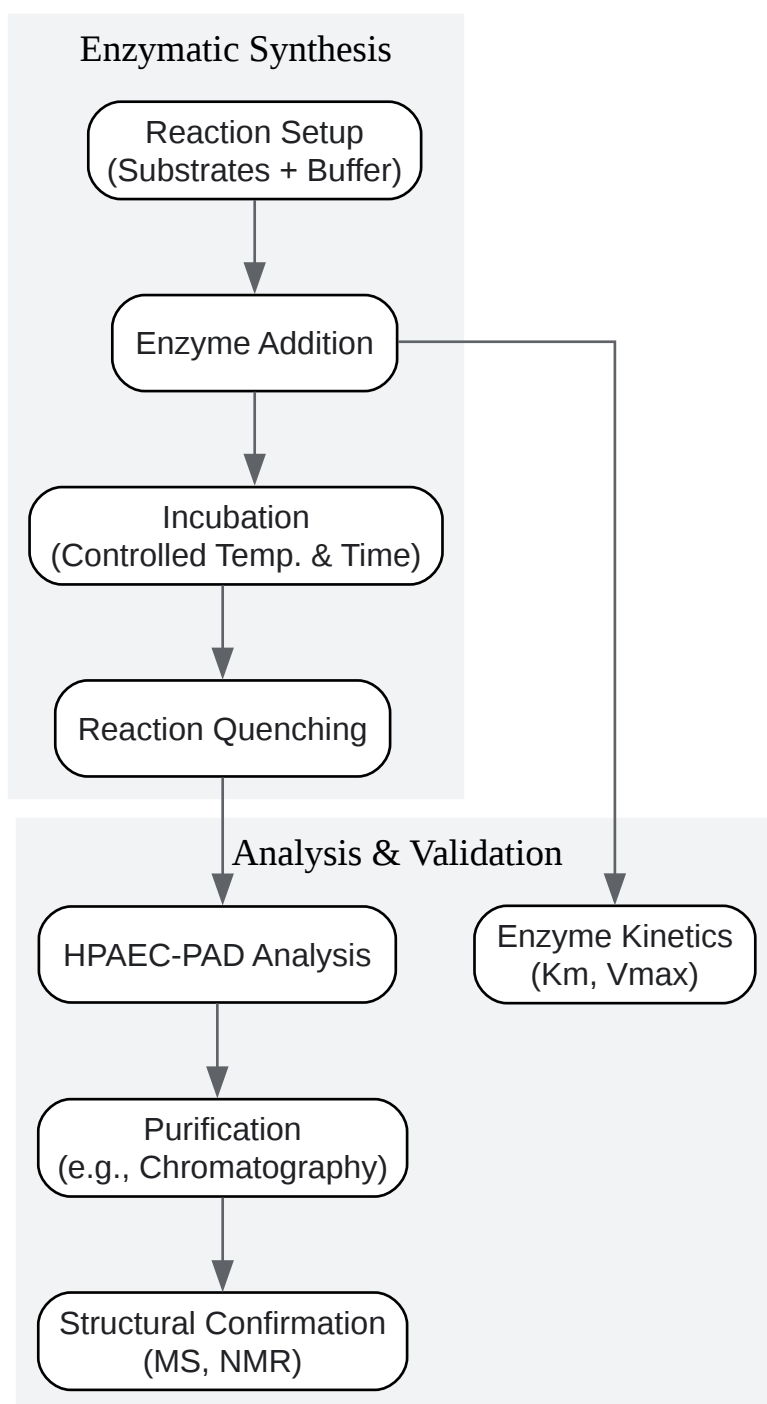 Enzymatic Synthesis
Reaction Setup
(Substrates + Buffer)
Enzyme Addition
Incubation
(Controlled Temp. & Time)
Reaction Quenching
Analysis & Validation
HPAEC-PAD Analysis
Enzyme Kinetics
(Km, Vmax)
Purification
(e.g., Chromatography)
Structural Confirmation
(MS, NMR)